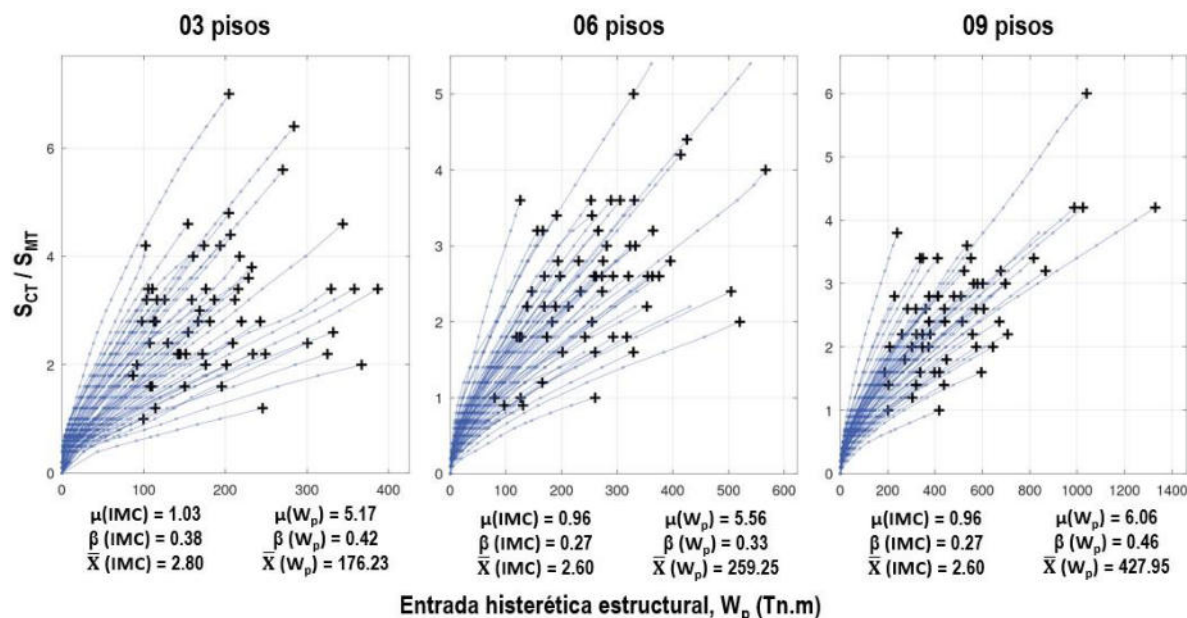 03 pisos
06 pisos
09 pisos
S_CT / S_MT
6
4
2
0
0 100 200 300 400
5
4
3
2
1
0
0 100 200 300 400 500 600
6
5
4
3
2
1
0
0 200 400 600 800 1000 1200 1400
μ(IMC) = 1.03 μ(W_p) = 5.17
β (IMC) = 0.38 β (W_p) = 0.42
X̅ (IMC) = 2.80 X̅ (W_p) = 176.23
μ(IMC) = 0.96 μ(W_p) = 5.56
β (IMC) = 0.27 β (W_p) = 0.33
X̅ (IMC) = 2.60 X̅ (W_p) = 259.25
μ(IMC) = 0.96 μ(W_p) = 6.06
β (IMC) = 0.27 β (W_p) = 0.46
X̅ (IMC) = 2.60 X̅ (W_p) = 427.95
Entrada histerética estructural, W_p (Tn.m)